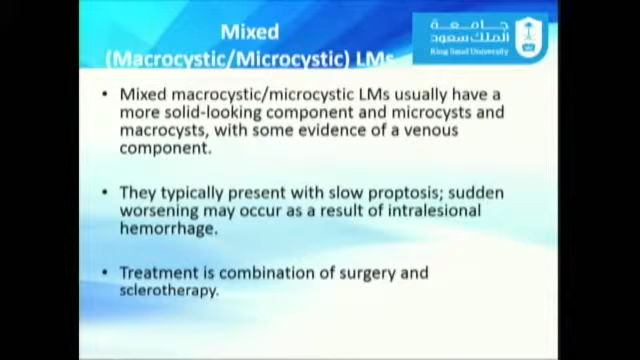 Mixed
(Macrocystic/Microcystic) LMs
جامعة
الملك سعود
King Saud University
• Mixed macrocystic/microcystic LMs usually have a
more solid-looking component and microcysts and
macrocysts, with some evidence of a venous
component.
• They typically present with slow proptosis; sudden
worsening may occur as a result of intralesional
hemorrhage.
• Treatment is combination of surgery and
sclerotherapy.